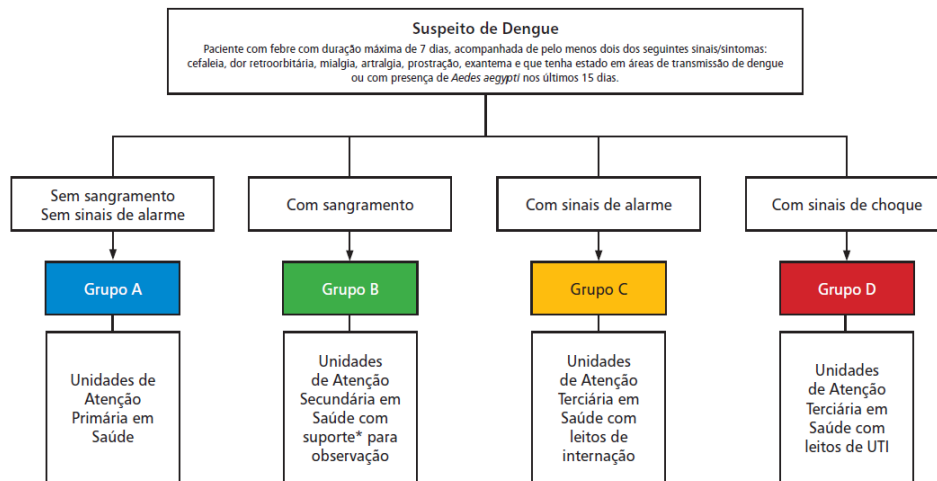 Suspeito de Dengue
Paciente com febre com duração máxima de 7 dias, acompanhada de pelo menos dois dos seguintes sinais/sintomas:
cefaleia, dor retroorbitária, mialgia, artralgia, prostração, exantema e que tenha estado em áreas de transmissão de dengue
ou com presença de Aedes aegypti nos últimos 15 dias.
Sem sangramento
Sem sinais de alarme
Com sangramento
Com sinais de alarme
Com sinais de choque
Grupo A
Grupo B
Grupo C
Grupo D
Unidades de
Atenção
Primária em
Saúde
Unidades
de Atenção
Secundária em
Saúde com
suporte* para
observação
Unidades
de Atenção
Terciária em
Saúde com
leitos de
internação
Unidades
de Atenção
Terciária em
Saúde com
leitos de UTI